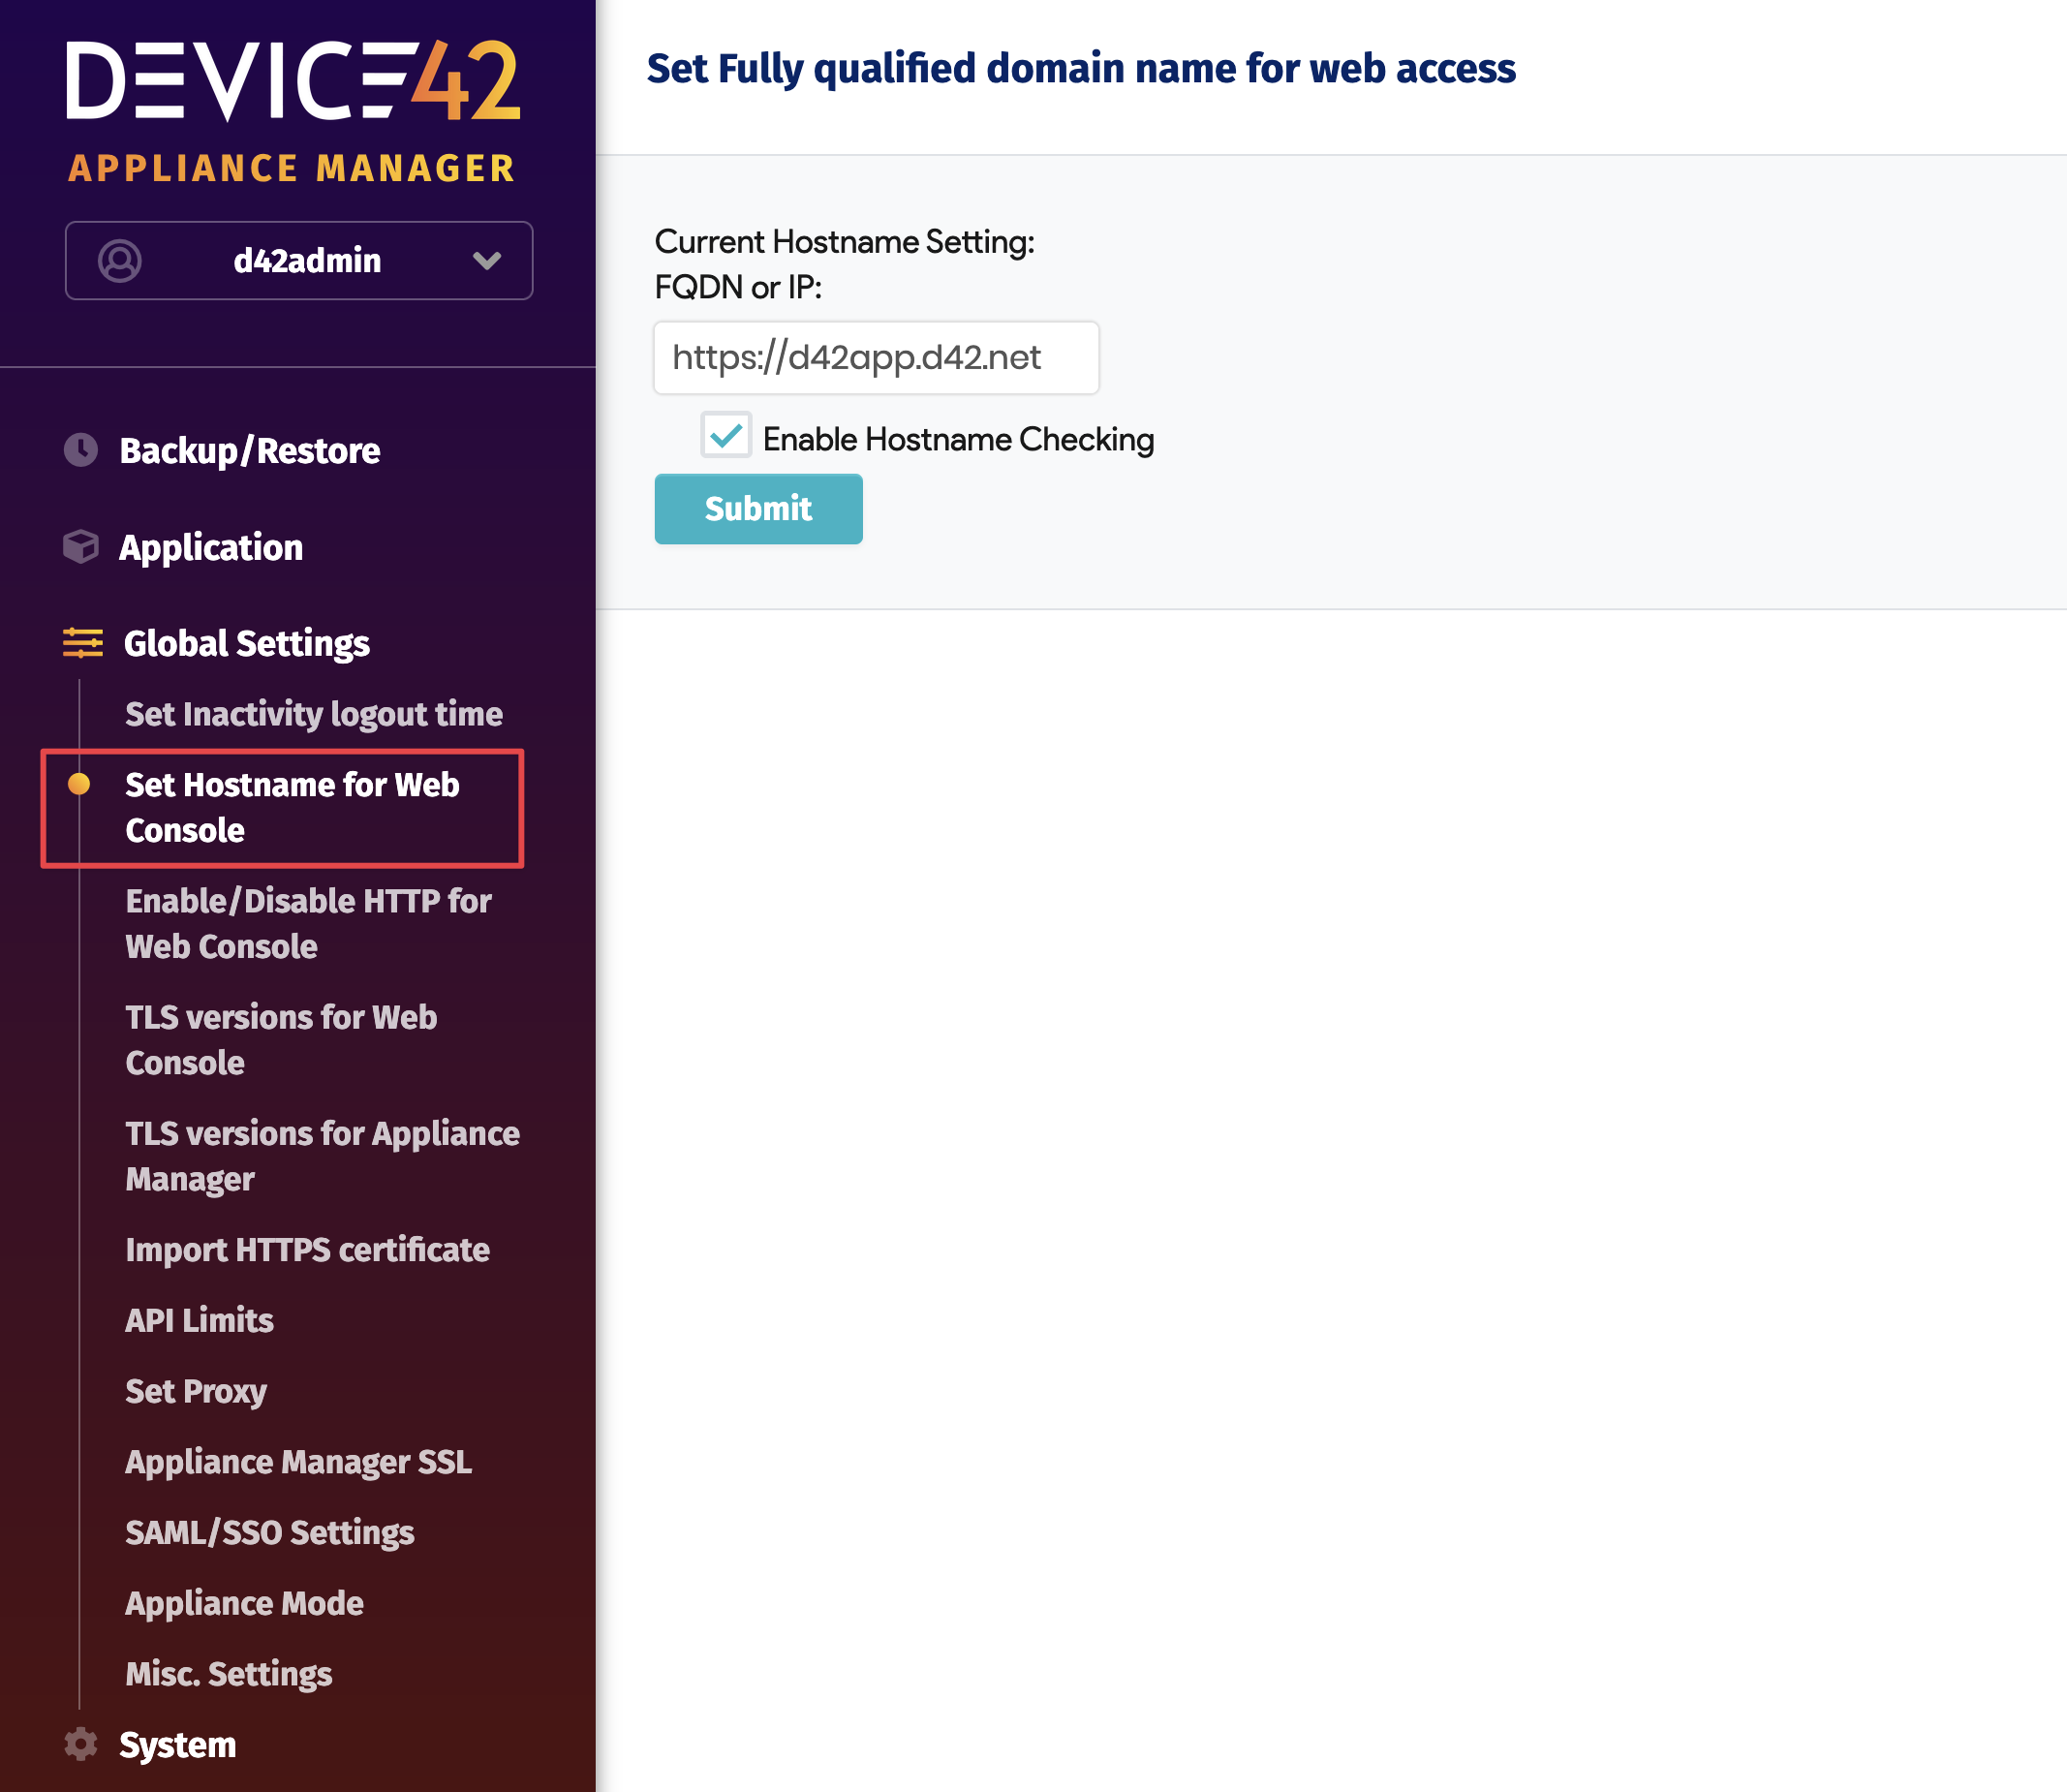 DEVICE42
APPLIANCE MANAGER
d42admin
Backup/Restore
Application
Global Settings
Set Inactivity logout time
Set Hostname for Web
Console
Enable/Disable HTTP for
Web Console
TLS versions for Web
Console
TLS versions for Appliance
Manager
Import HTTPS certificate
API Limits
Set Proxy
Appliance Manager SSL
SAML/SSO Settings
Appliance Mode
Misc. Settings
System
Set Fully qualified domain name for web access
Current Hostname Setting:
FQDN or IP:
https://d42app.d42.net
Enable Hostname Checking
Submit